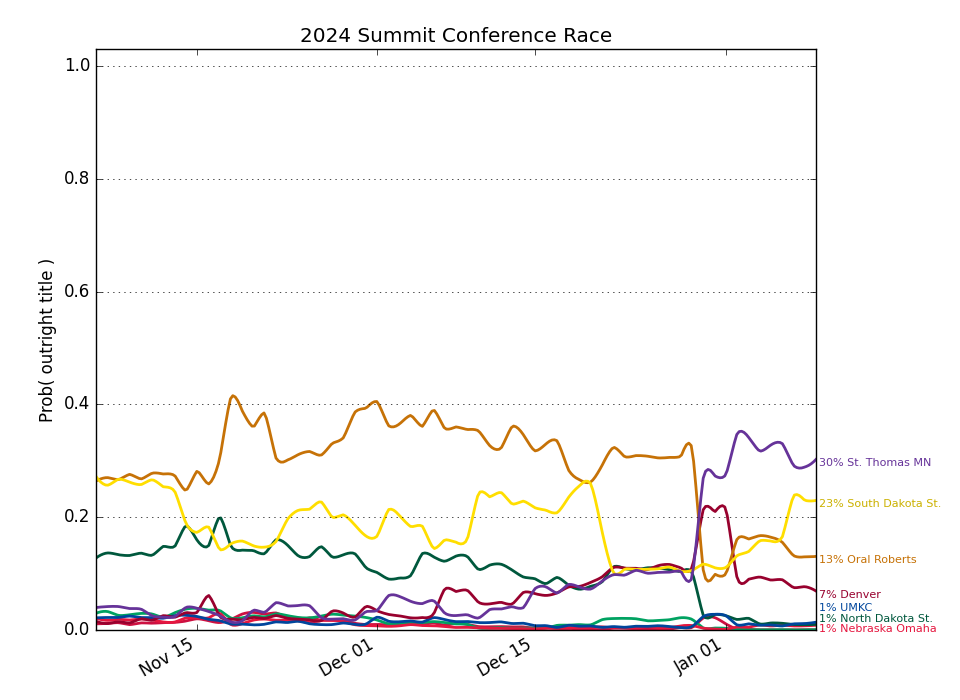 2024 Summit Conference Race
Prob( outright title )
1.0
0.8
0.6
0.4
0.2
0.0
Nov 15
Dec 01
Dec 15
Jan 01
30% St. Thomas MN
23% South Dakota St.
13% Oral Roberts
7% Denver
1% UMKC
1% North Dakota St.
1% Nebraska Omaha